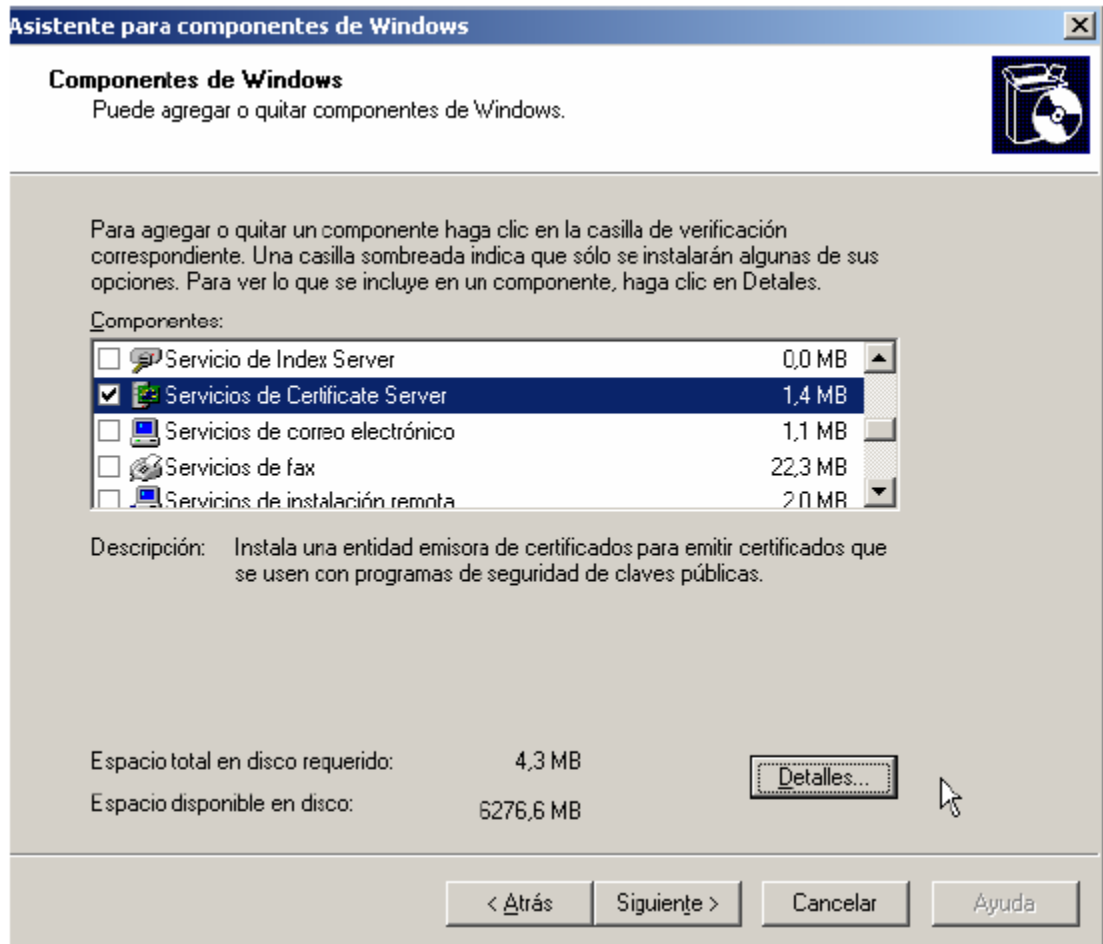 Asistente para componentes de Windows
Componentes de Windows
Puede agregar o quitar componentes de Windows.
Para agregar o quitar un componente haga clic en la casilla de verificación
correspondiente. Una casilla sombreada indica que sólo se instalarán algunas de sus
opciones. Para ver lo que se incluye en un componente, haga clic en Detalles.
Componentes:
Servicio de Index Server 0,0 MB
Servicios de Certificate Server 1,4 MB
Servicios de correo electrónico 1,1 MB
Servicios de fax 22,3 MB
Servicios de instalación remota 2,0 MB
Descripción: Instala una entidad emisora de certificados para emitir certificados que
se usen con programas de seguridad de claves públicas.
Espacio total en disco requerido: 4,3 MB
Detalles...
Espacio disponible en disco: 6276,6 MB
< Atrás Siguiente > Cancelar Ayuda